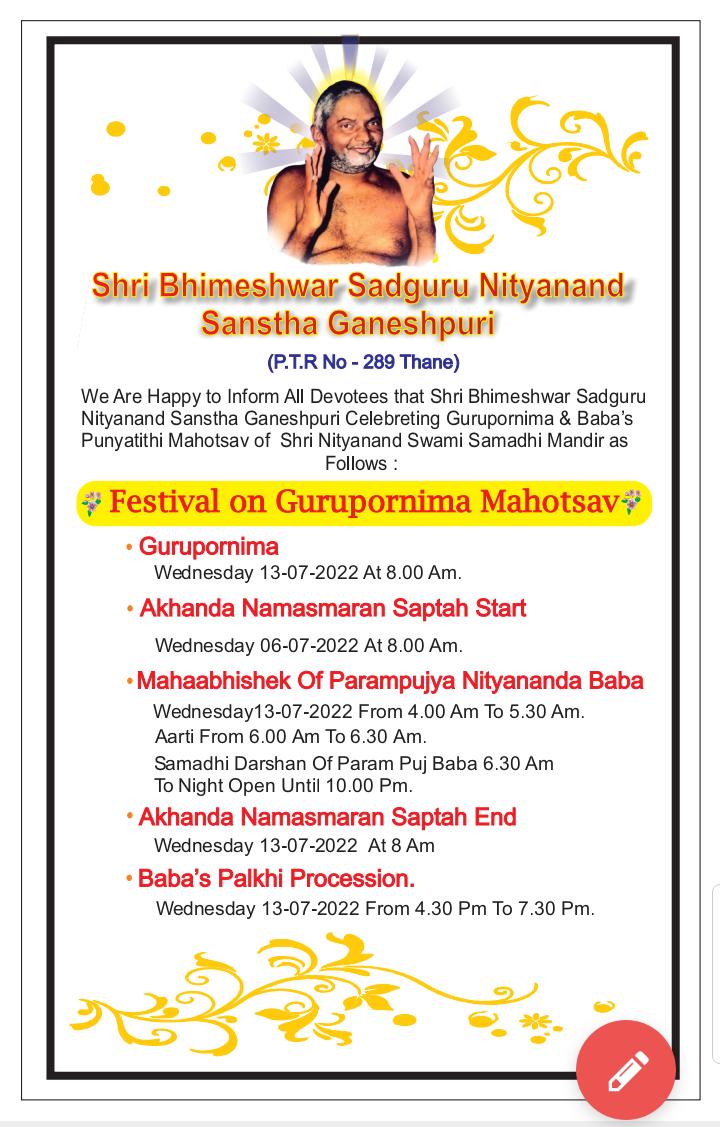 Shri Bhimeshwar Sadguru Nityanand
Sanstha Ganeshpuri
(P.T.R No - 289 Thane)
We Are Happy to Inform All Devotees that Shri Bhimeshwar Sadguru
Nityanand Sanstha Ganeshpuri Celebreting Gurupornima & Baba's
Punyatithi Mahotsav of Shri Nityanand Swami Samadhi Mandir as
Follows :
Festival on Gurupornima Mahotsav
• Gurupornima
Wednesday 13-07-2022 At 8.00 Am.
• Akhanda Namasmaran Saptah Start
Wednesday 06-07-2022 At 8.00 Am.
•Mahaabhishek Of Parampujya Nityananda Baba
Wednesday13-07-2022 From 4.00 Am To 5.30 Am.
Aarti From 6.00 Am To 6.30 Am.
Samadhi Darshan Of Param Puj Baba 6.30 Am
To Night Open Until 10.00 Pm.
• Akhanda Namasmaran Saptah End
Wednesday 13-07-2022 At 8 Am
• Baba's Palkhi Procession.
Wednesday 13-07-2022 From 4.30 Pm To 7.30 Pm.